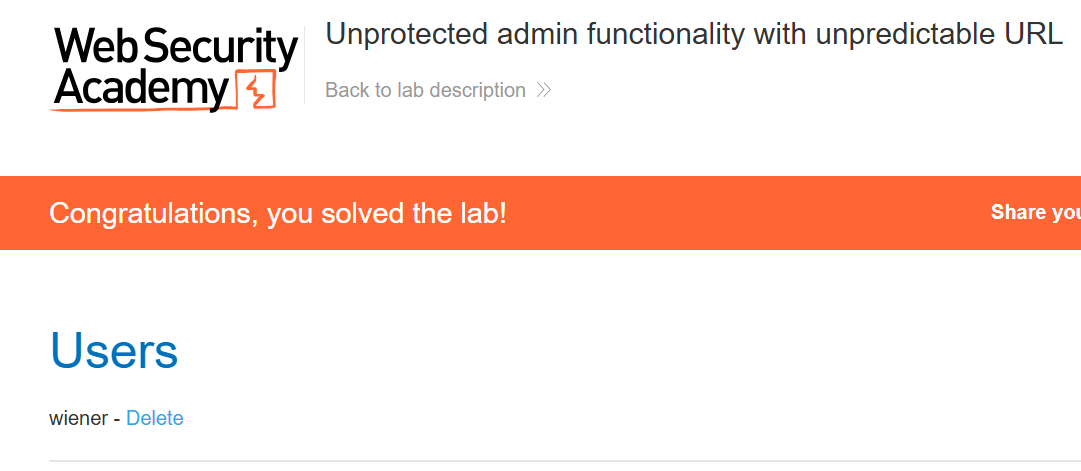 Web Security
Academy
Unprotected admin functionality with unpredictable URL
Back to lab description
Congratulations, you solved the lab!
Share you
Users
wiener - Delete